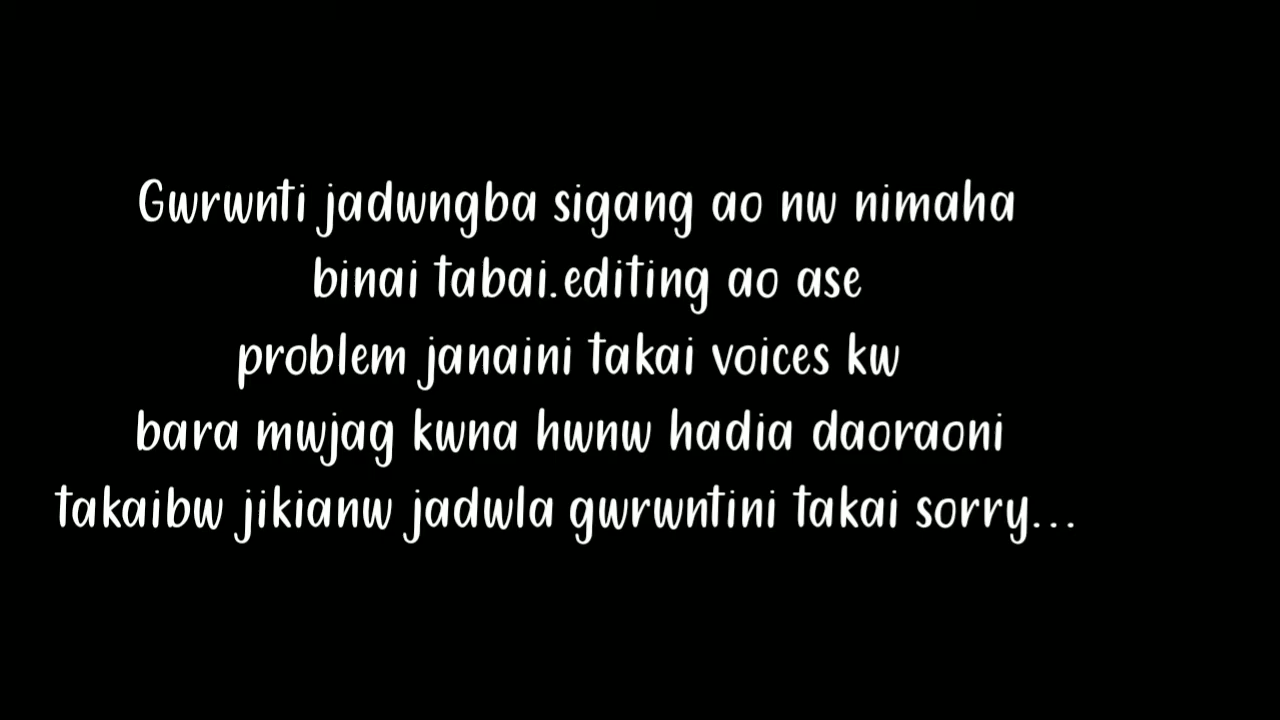 Gwrwnti jadwngba sigang ao nw nimaha
binai tabai.editing ao ase
problem janaini takai voices kw
bara mwjag kwna hwnw hadia daoraoni
takaibw jikianw jadwla gwrwntini takai sorry...